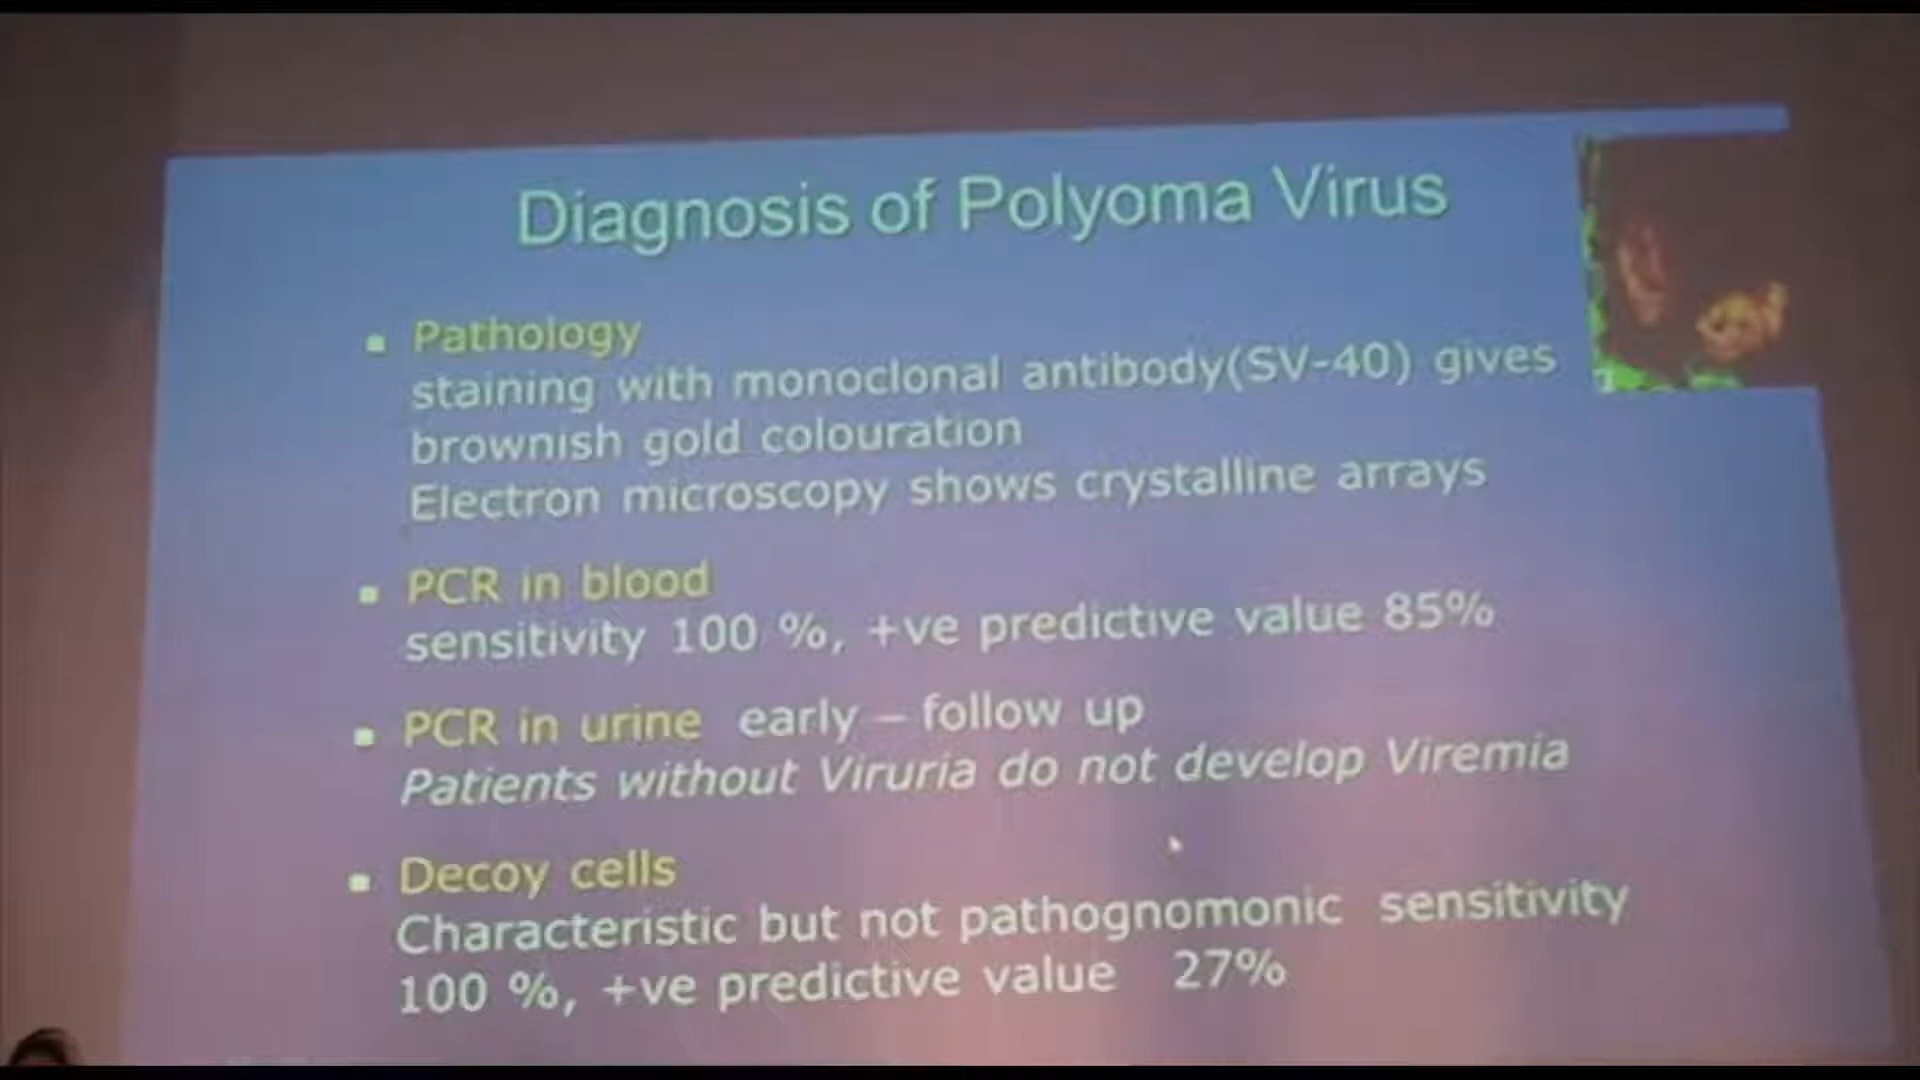 Diagnosis of Polyoma Virus
▪ Pathology
staining with monoclonal antibody(SV-40) gives
brownish gold colouration
Electron microscopy shows crystalline arrays
▪ PCR in blood
sensitivity 100 %, +ve predictive value 85%
▪ PCR in urine early – follow up
Patients without Viruria do not develop Viremia
▪ Decoy cells
Characteristic but not pathognomonic sensitivity
100 %, +ve predictive value 27%